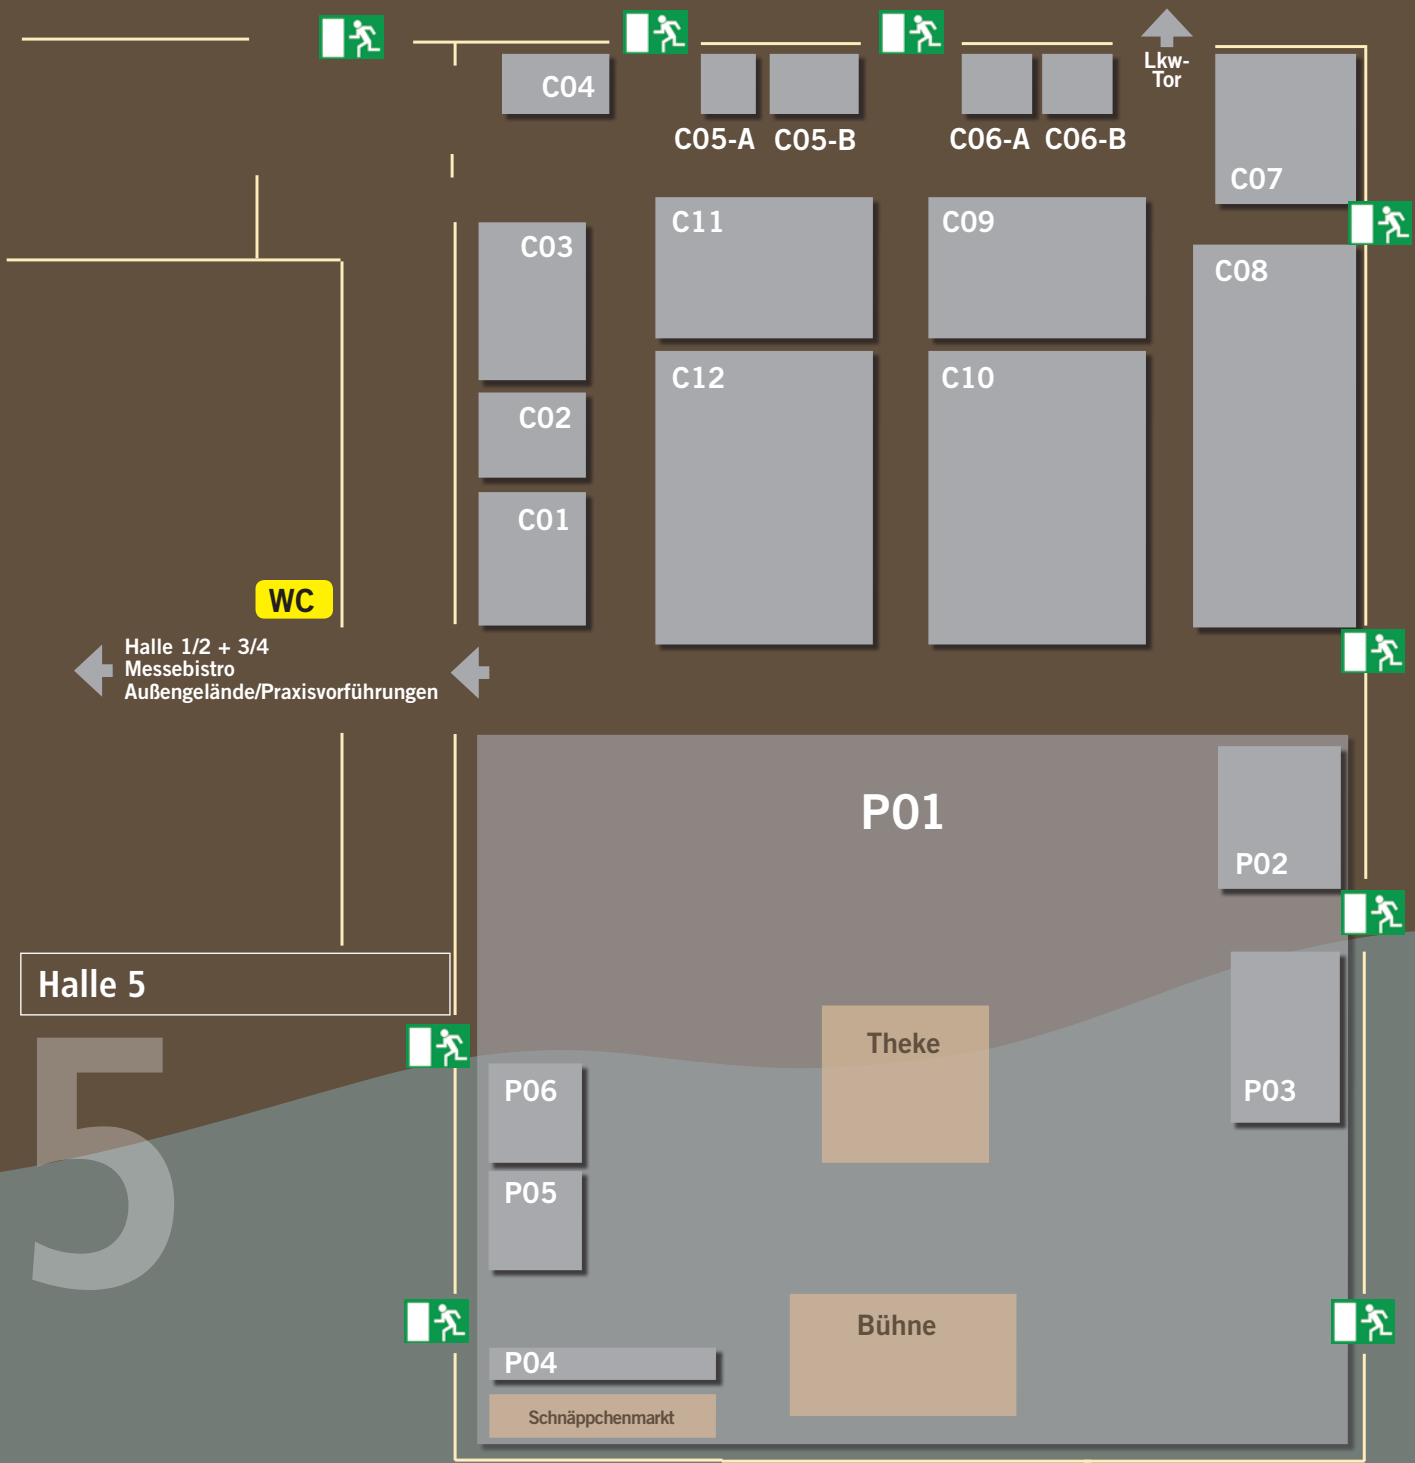 Lkw-
Tor
C04
C05-A
C05-B
C06-A
C06-B
C07
C03
C11
C09
C08
C12
C10
C02
C01
WC
Halle 1/2 + 3/4
Messebistro
Außengelände/Praxisvorführungen
P01
P02
Halle 5
5
Theke
P06
P03
P05
Bühne
P04
Schnäppchenmarkt